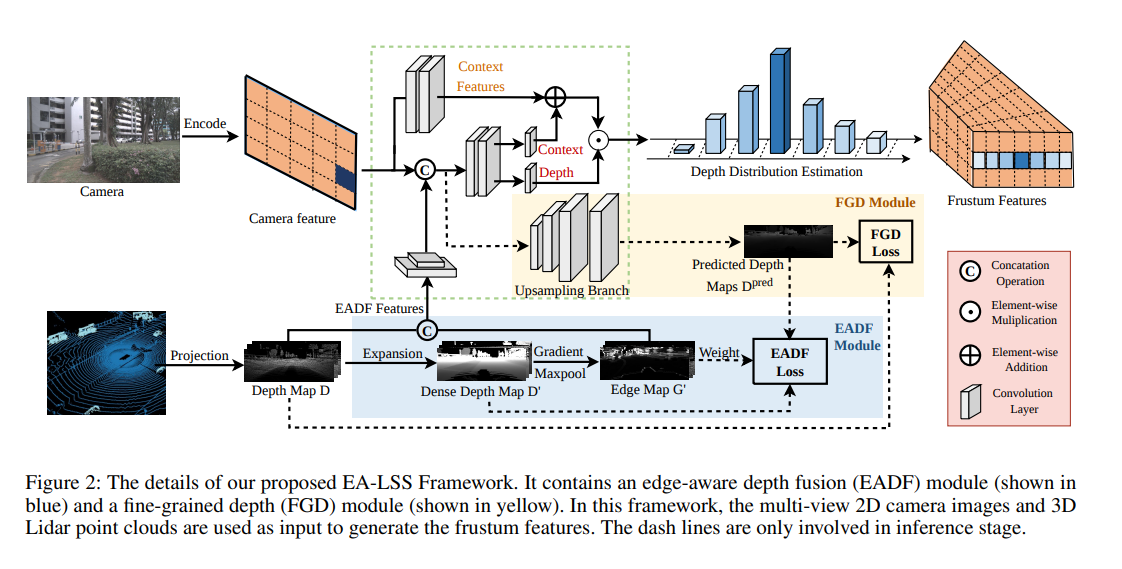 Context
Features
Encode
Context
Depth
Camera
Camera feature
Depth Distribution Estimation
Frustum Features
FGD Module
FGD
Loss
Predicted Depth
Maps Dpred
Upsampling Branch
EADF Features
C
C
Projection
Expansion
Gradient
Maxpool
Weight
EADF
Module
EADF
Loss
Depth Map D
Dense Depth Map D'
Edge Map G'
C
Concatation
Operation
Element-wise
Muliplication
Element-wise
Addition
Convolution
Layer
Figure 2: The details of our proposed EA-LSS Framework. It contains an edge-aware depth fusion (EADF) module (shown in
blue) and a fine-grained depth (FGD) module (shown in yellow). In this framework, the multi-view 2D camera images and 3D
Lidar point clouds are used as input to generate the frustum features. The dash lines are only involved in inference stage.